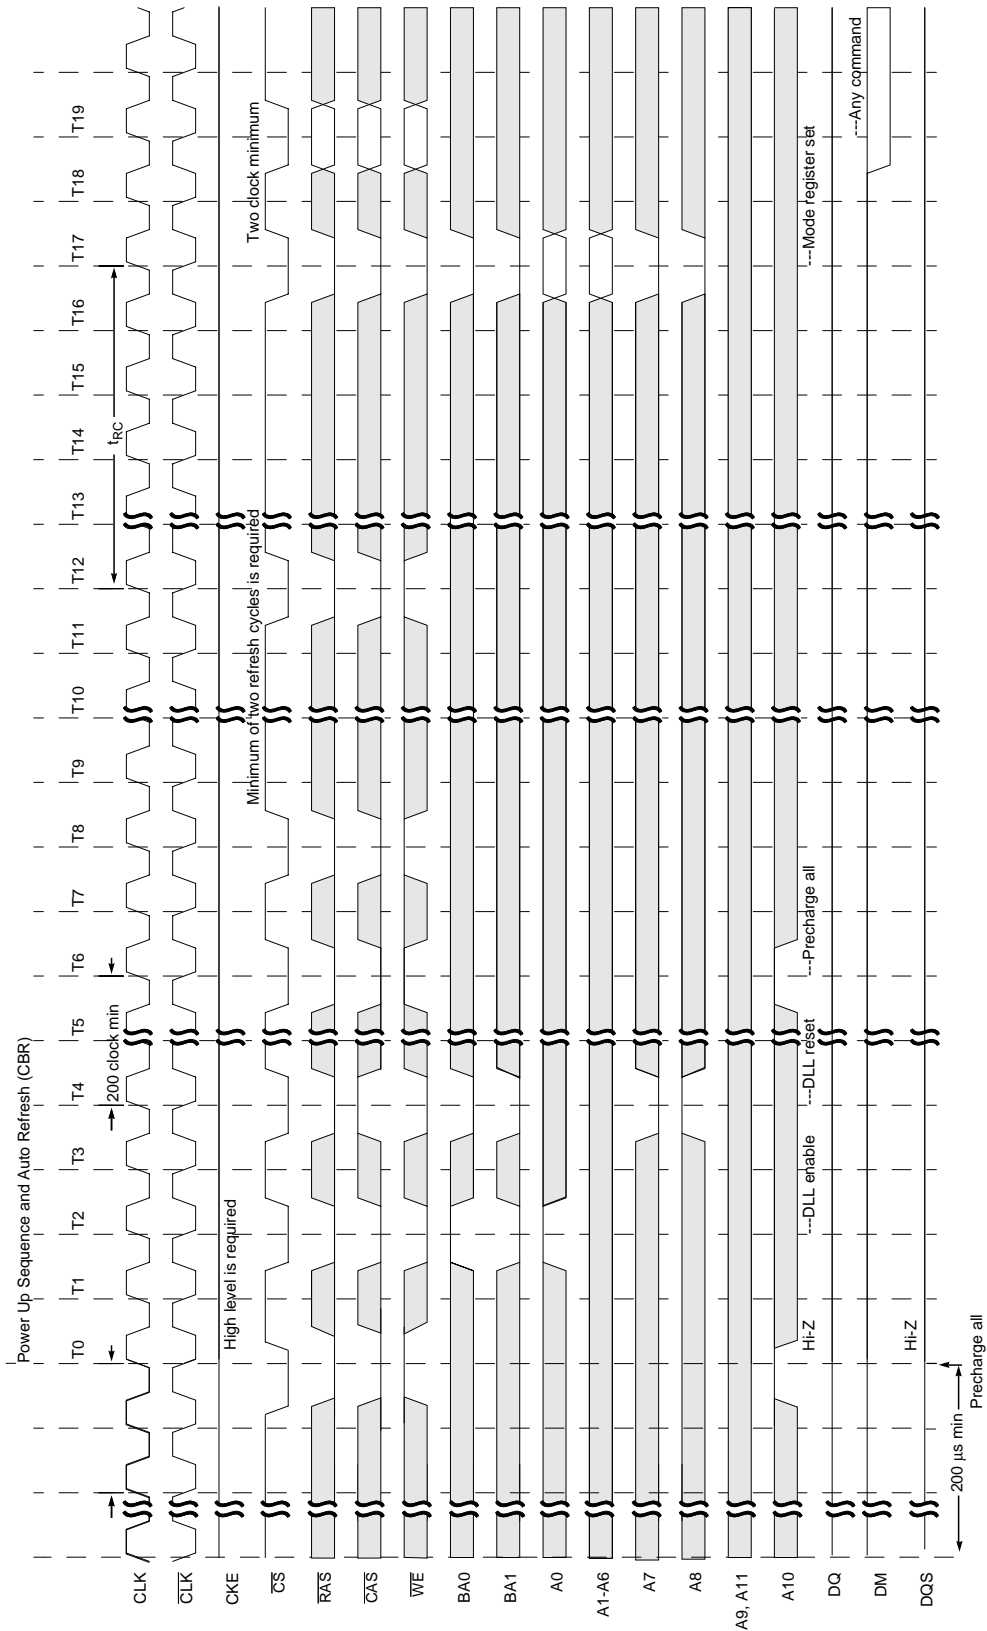 Power Up Sequence and Auto Refresh (CBR)
T0
T1
T2
T3
T4
T5
T6
T7
T8
T9
T10
T11
T12
T13
T14
T15
T16
T17
T18
T19
200 clock min
tRC
CLK
CLK
CKE
High level is required
CS
Minimum of two refresh cycles is required
Two clock minimum
RAS
CAS
WE
BA0
BA1
A0
A1-A6
A7
A8
A9, A11
A10
Hi-Z
---DLL enable
---DLL reset
---Precharge all
---Mode register set
DQ
---Any command
DM
Hi-Z
DQS
200 µs min
Precharge all